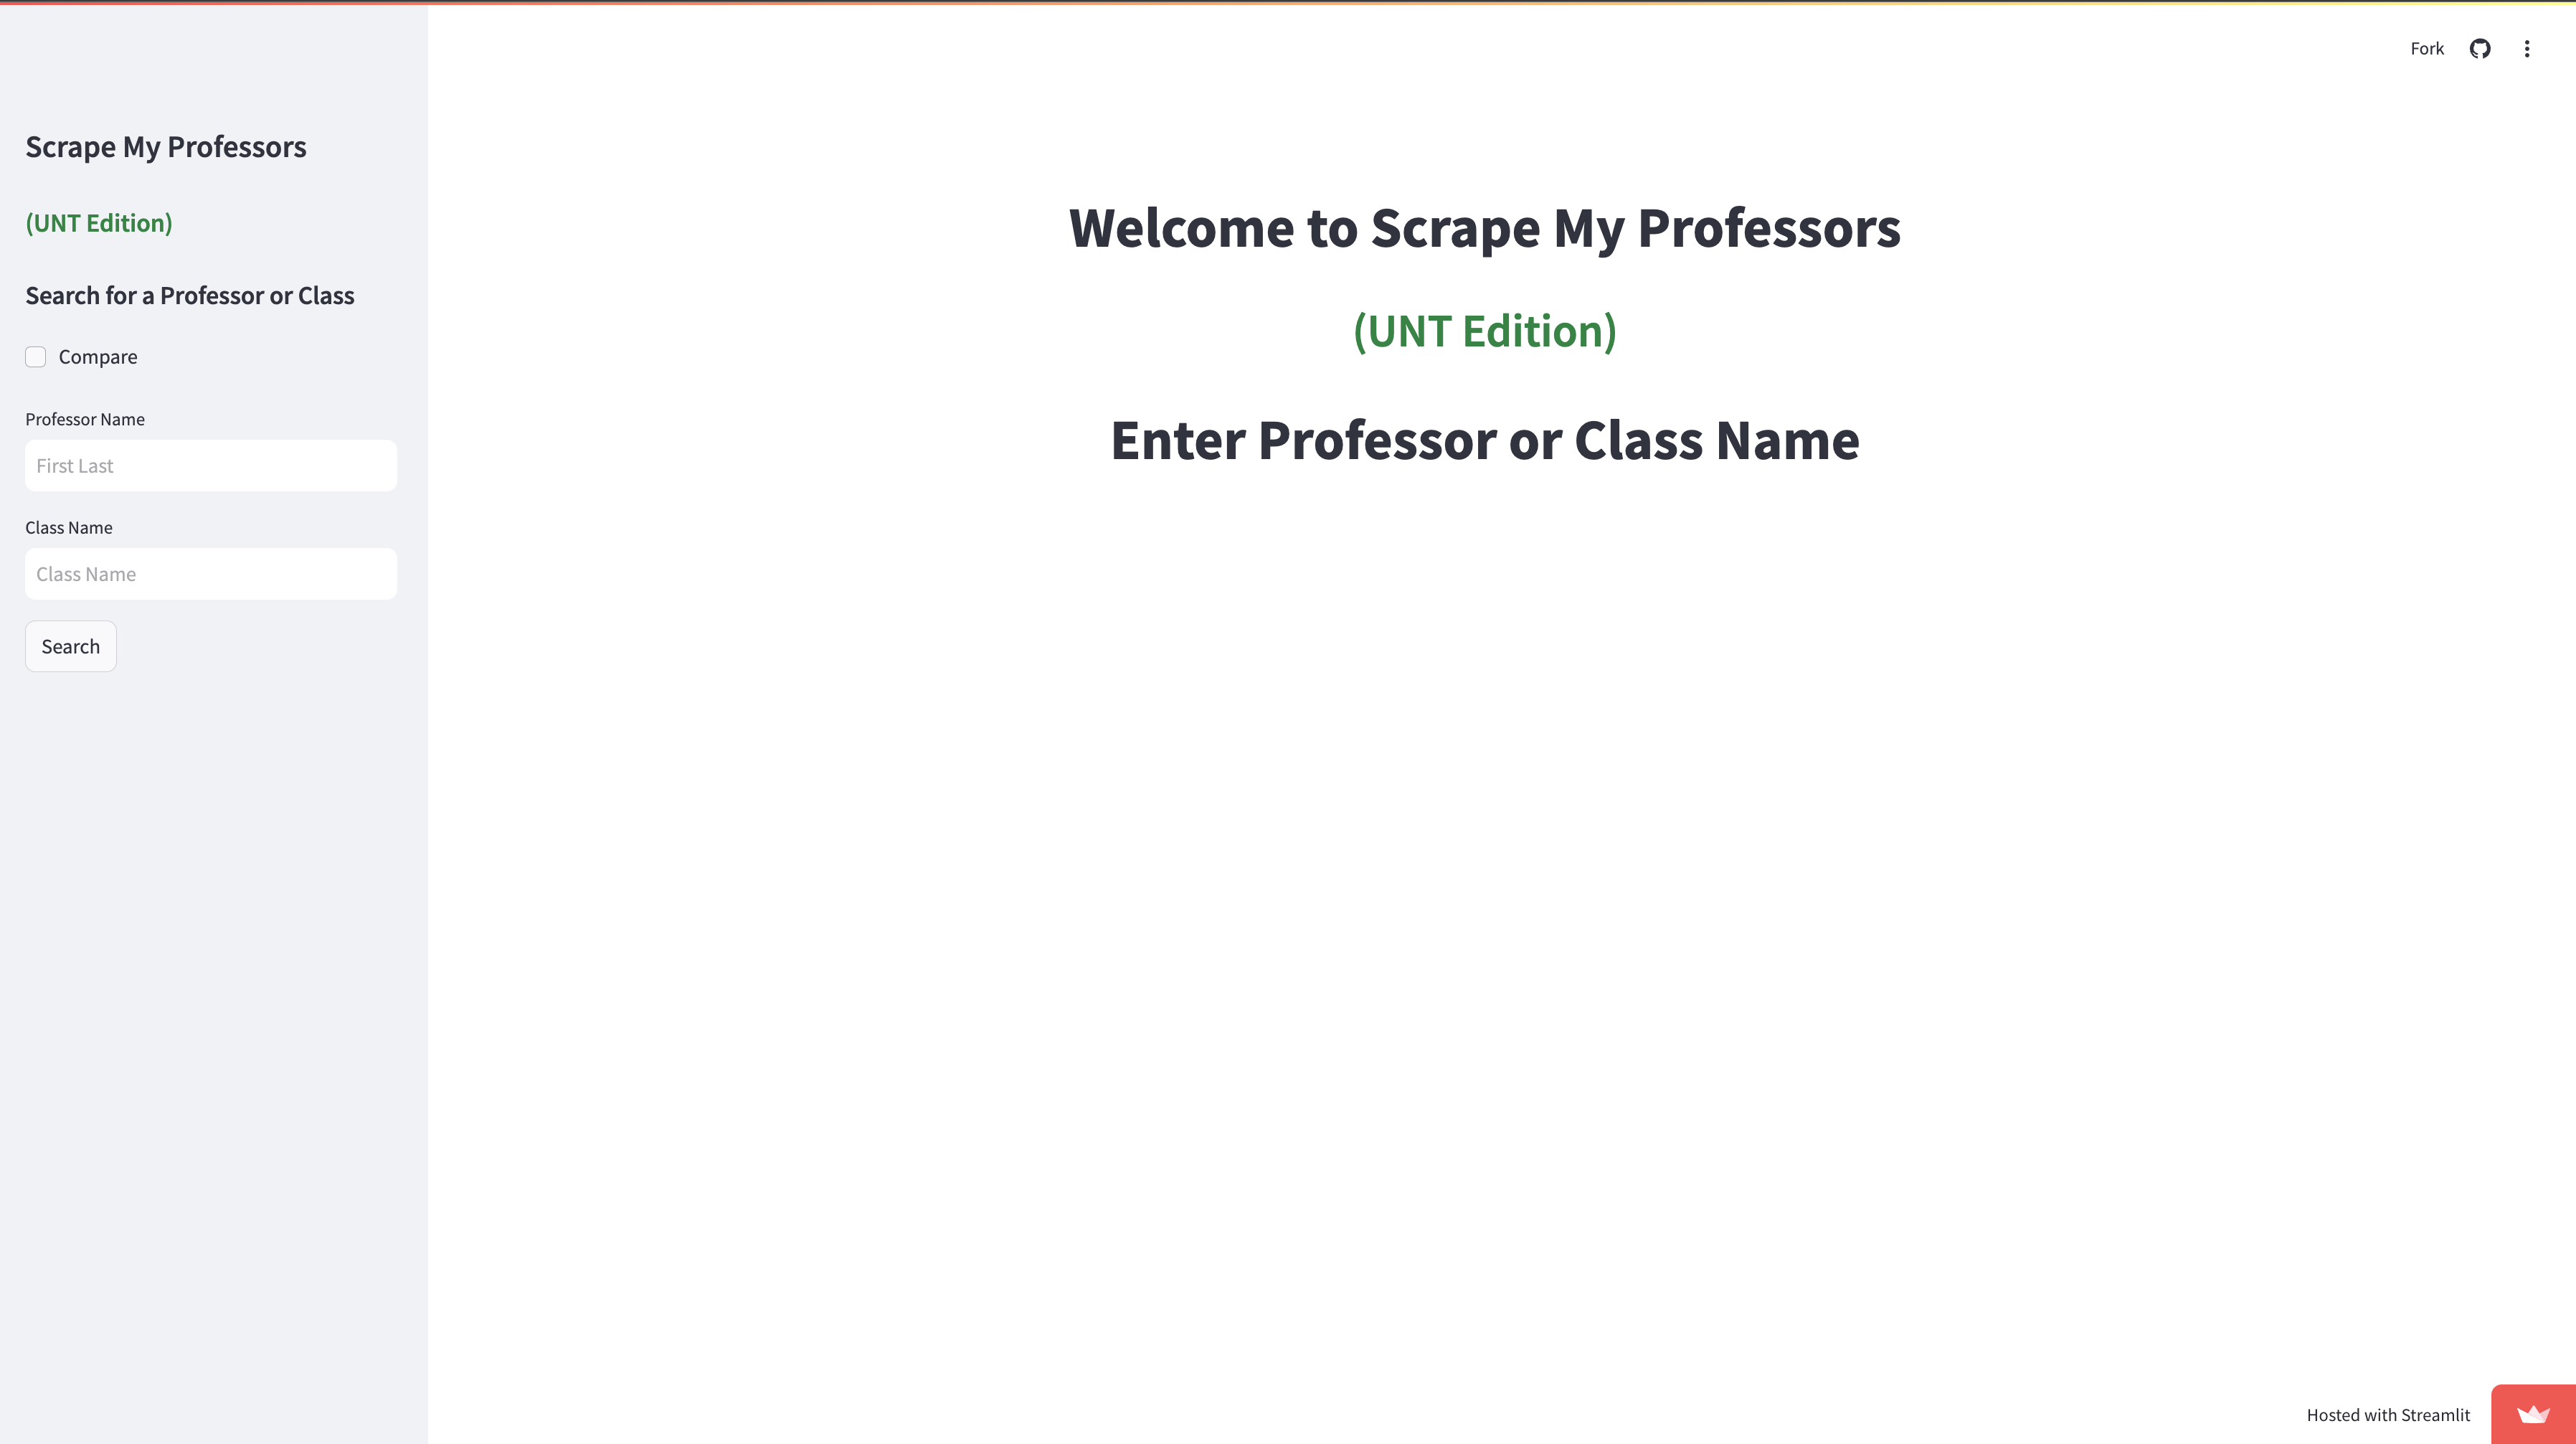 Fork
Scrape My Professors
(UNT Edition)
Search for a Professor or Class
Compare
Professor Name
First Last
Class Name
Class Name
Search
Welcome to Scrape My Professors
(UNT Edition)
Enter Professor or Class Name
Hosted with Streamlit